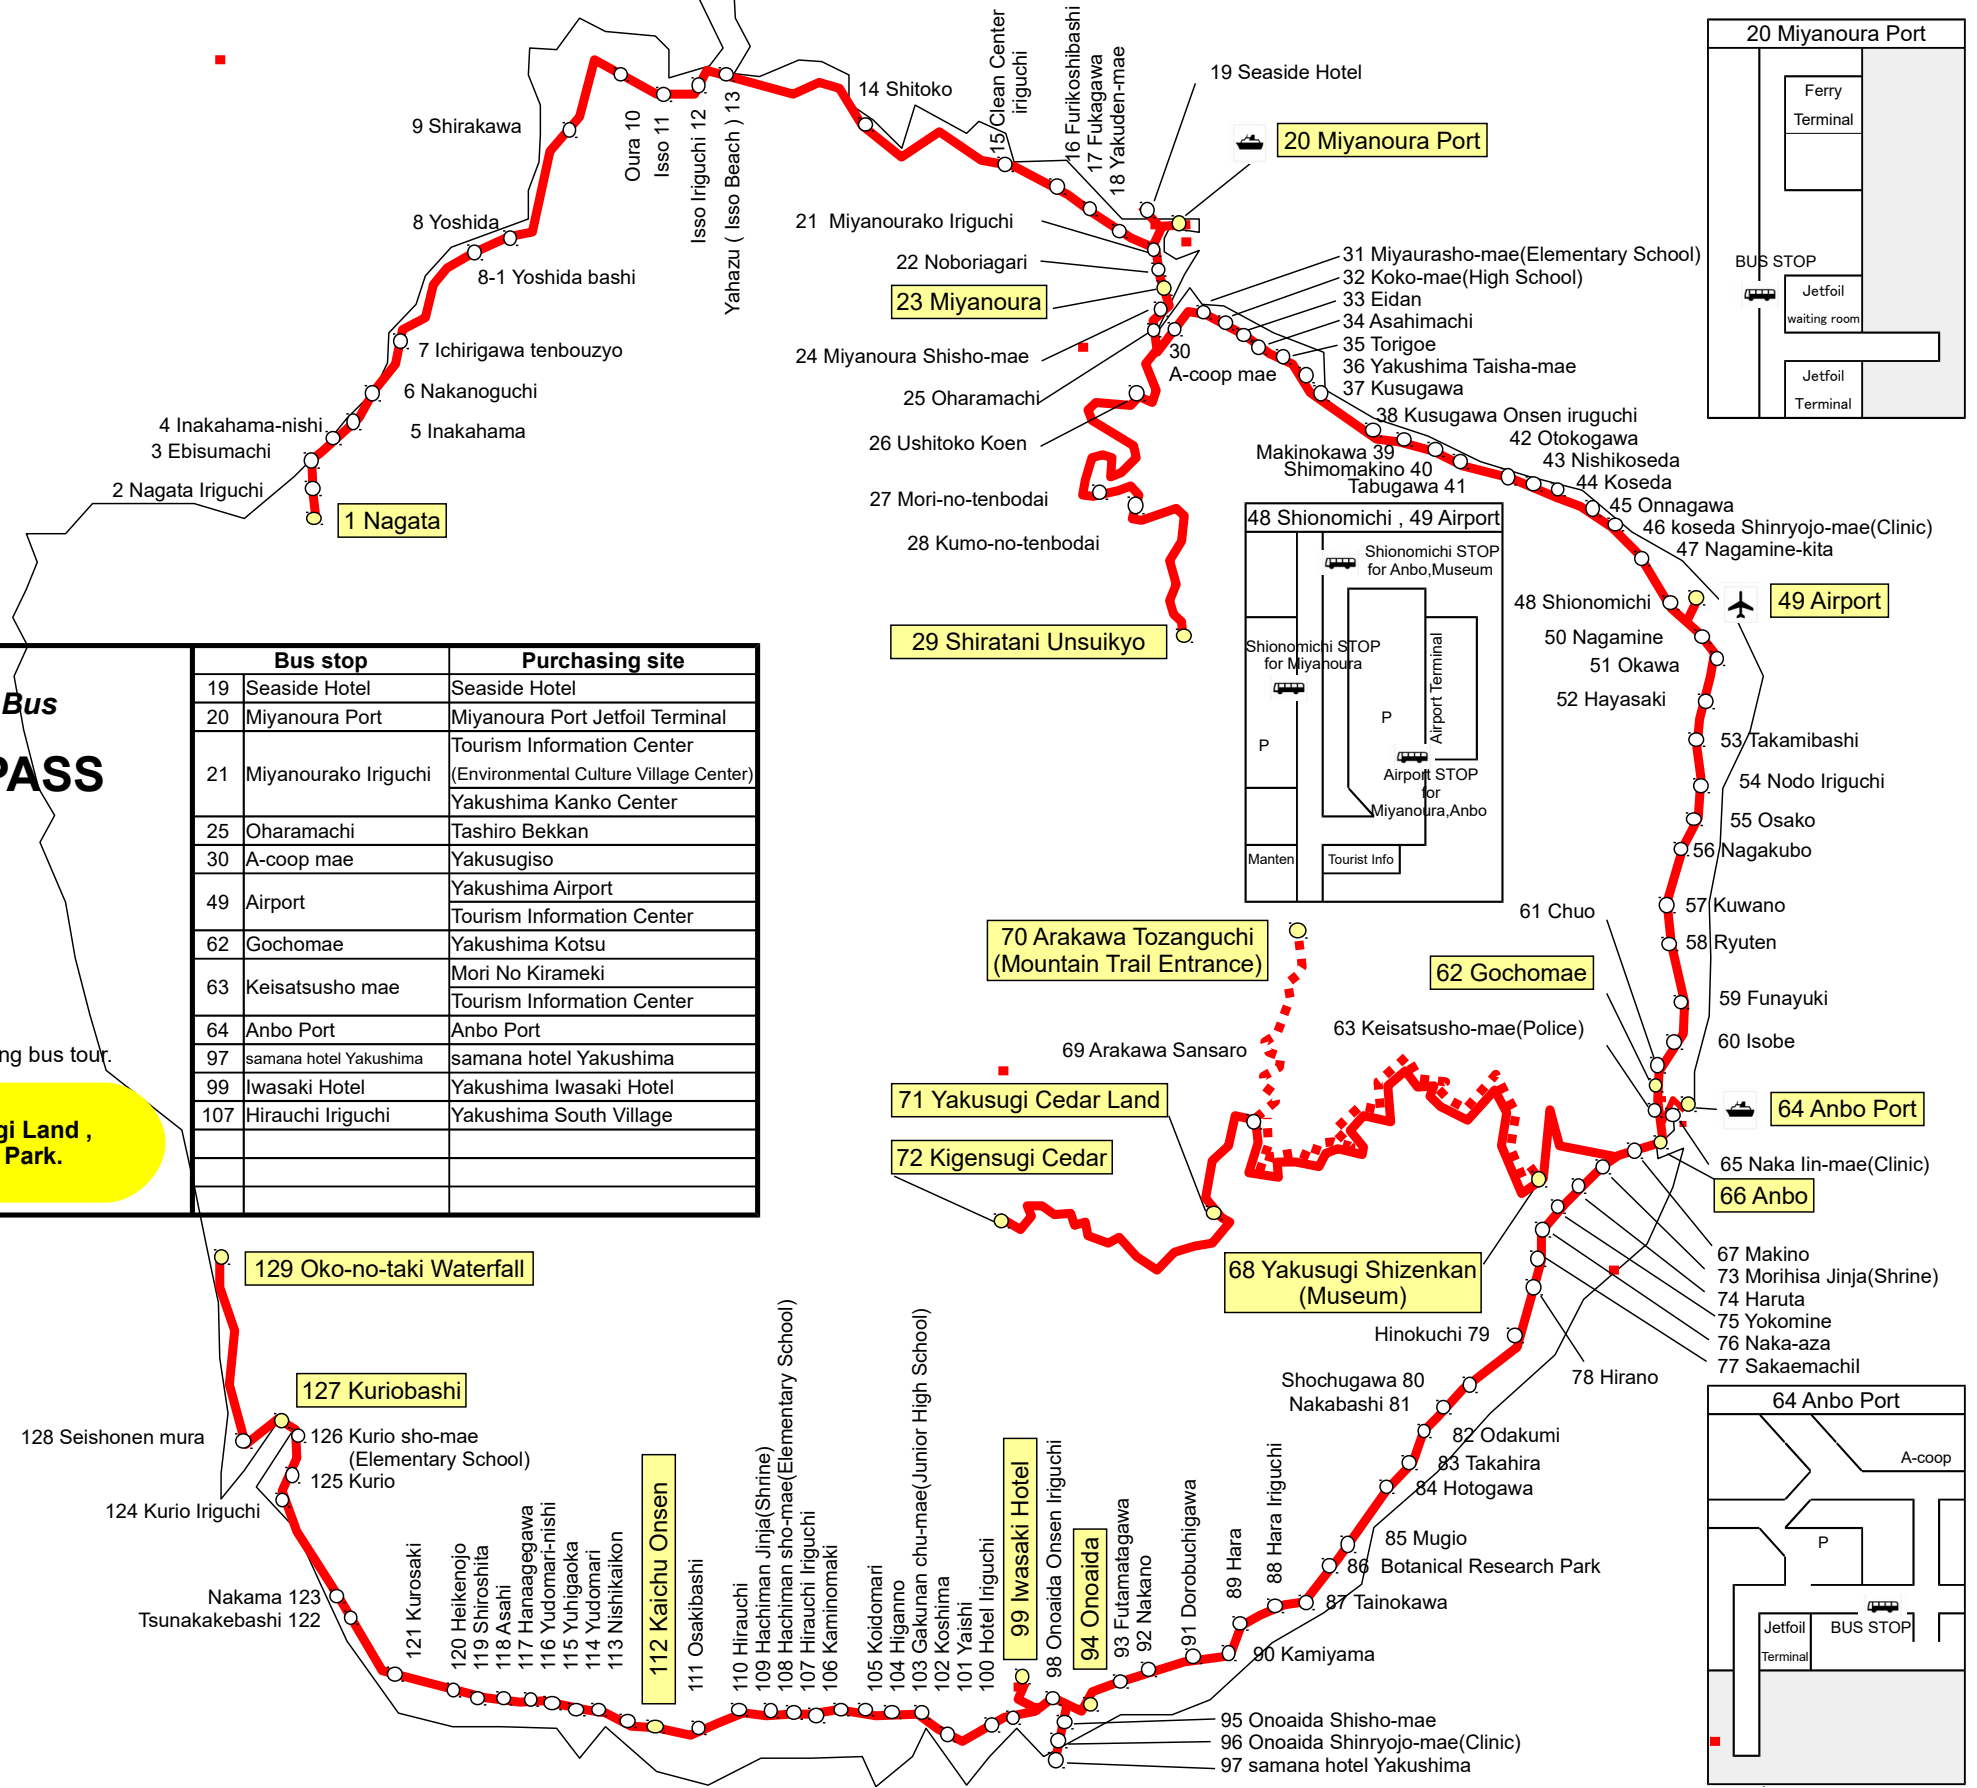 15 Clean Center
iriguchi
16 Furikoshibashi
17 Fukagawa
18 Yakuden-mae
19 Seaside Hotel
20 Miyanoura Port
14 Shitoko
9 Shirakawa
Oura 10
Isso 11
Isso Iriguchi 12
Yahazu ( Isso Beach ) 13
20 Miyanoura Port
Ferry
Terminal
BUS STOP
Jetfoil
waiting room
Jetfoil
Terminal
8 Yoshida
8-1 Yoshida bashi
7 Ichirigawa tenbouzyo
6 Nakanoguchi
4 Inakahama-nishi
5 Inakahama
3 Ebisumachi
2 Nagata Iriguchi
1 Nagata
21 Miyanourako Iriguchi
22 Noboriagari
23 Miyanoura
24 Miyanoura Shisho-mae
25 Oharamachi
26 Ushitoko Koen
27 Mori-no-tenbodai
28 Kumo-no-tenbodai
29 Shiratani Unsuikyo
30
A-coop mae
31 Miyaurasho-mae(Elementary School)
32 Koko-mae(High School)
33 Eidan
34 Asahimachi
35 Torigoe
36 Yakushima Taisha-mae
37 Kusugawa
38 Kusugawa Onsen iruguchi
Makinokawa 39
Shimomakino 40
Tabugawa 41
42 Otokogawa
43 Nishikoseda
44 Koseda
45 Onnagawa
46 koseda Shinryojo-mae(Clinic)
47 Nagamine-kita
48 Shionomichi
49 Airport
50 Nagamine
51 Okawa
52 Hayasaki
53 Takamibashi
54 Nodo Iriguchi
55 Osako
56 Nagakubo
57 Kuwano
58 Ryuten
59 Funayuki
60 Isobe
48 Shionomichi , 49 Airport
Shionomichi STOP
for Anbo,Museum
Shionomichi STOP
for Miyanoura
Airport Terminal
P
P
Airport STOP
for
Miyanoura,Anbo
Manten
Tourist Info
Bus
PASS
ng bus tour.
gi Land ,
Park.
Bus stop Purchasing site
19 Seaside Hotel Seaside Hotel
20 Miyanoura Port Miyanoura Port Jetfoil Terminal
21 Miyanourako Iriguchi Tourism Information Center
(Environmental Culture Village Center)
Yakushima Kanko Center
25 Oharamachi Tashiro Bekkan
30 A-coop mae Yakusugiso
49 Airport Yakushima Airport
Tourism Information Center
62 Gochomae Yakushima Kotsu
63 Keisatsusho mae Mori No Kirameki
Tourism Information Center
64 Anbo Port Anbo Port
97 samana hotel Yakushima samana hotel Yakushima
99 Iwasaki Hotel Yakushima Iwasaki Hotel
107 Hirauchi Iriguchi Yakushima South Village
61 Chuo
62 Gochomae
63 Keisatsusho-mae(Police)
64 Anbo Port
65 Naka Iin-mae(Clinic)
66 Anbo
70 Arakawa Tozanguchi
(Mountain Trail Entrance)
69 Arakawa Sansaro
71 Yakusugi Cedar Land
72 Kigensugi Cedar
68 Yakusugi Shizenkan
(Museum)
67 Makino
73 Morihisa Jinja(Shrine)
74 Haruta
75 Yokomine
76 Naka-aza
77 Sakaemachil
78 Hirano
Hinokuchi 79
Shochugawa 80
Nakabashi 81
82 Odakumi
83 Takahira
84 Hotogawa
85 Mugio
86 Botanical Research Park
87 Tainokawa
88 Hara Iriguchi
89 Hara
90 Kamiyama
91 Dorobuchigawa
92 Nakano
93 Futamatagawa
94 Onoaida
95 Onoaida Shisho-mae
96 Onoaida Shinryojo-mae(Clinic)
97 samana hotel Yakushima
98 Onoaida Onsen Iriguchi
99 Iwasaki Hotel
100 Hotel Iriguchi
101 Yaishi
102 Koshima
103 Gakunan chu-mae(Junior High School)
104 Higanno
105 Koidomari
106 Kaminomaki
107 Hirauchi Iriguchi
108 Hachiman sho-mae(Elementary School)
109 Hachiman Jinja(Shrine)
110 Hirauchi
111 Osakibashi
112 Kaichu Onsen
113 Nishikaikon
114 Yudomari
115 Yuhigaoka
116 Yudomari-nishi
117 Hanaagegawa
118 Asahi
119 Shiroshita
120 Heikenojo
121 Kurosaki
Tsunakakebashi 122
Nakama 123
124 Kurio Iriguchi
125 Kurio
126 Kurio sho-mae
(Elementary School)
127 Kuriobashi
128 Seishonen mura
129 Oko-no-taki Waterfall
64 Anbo Port
A-coop
P
Jetfoil
Terminal
BUS STOP